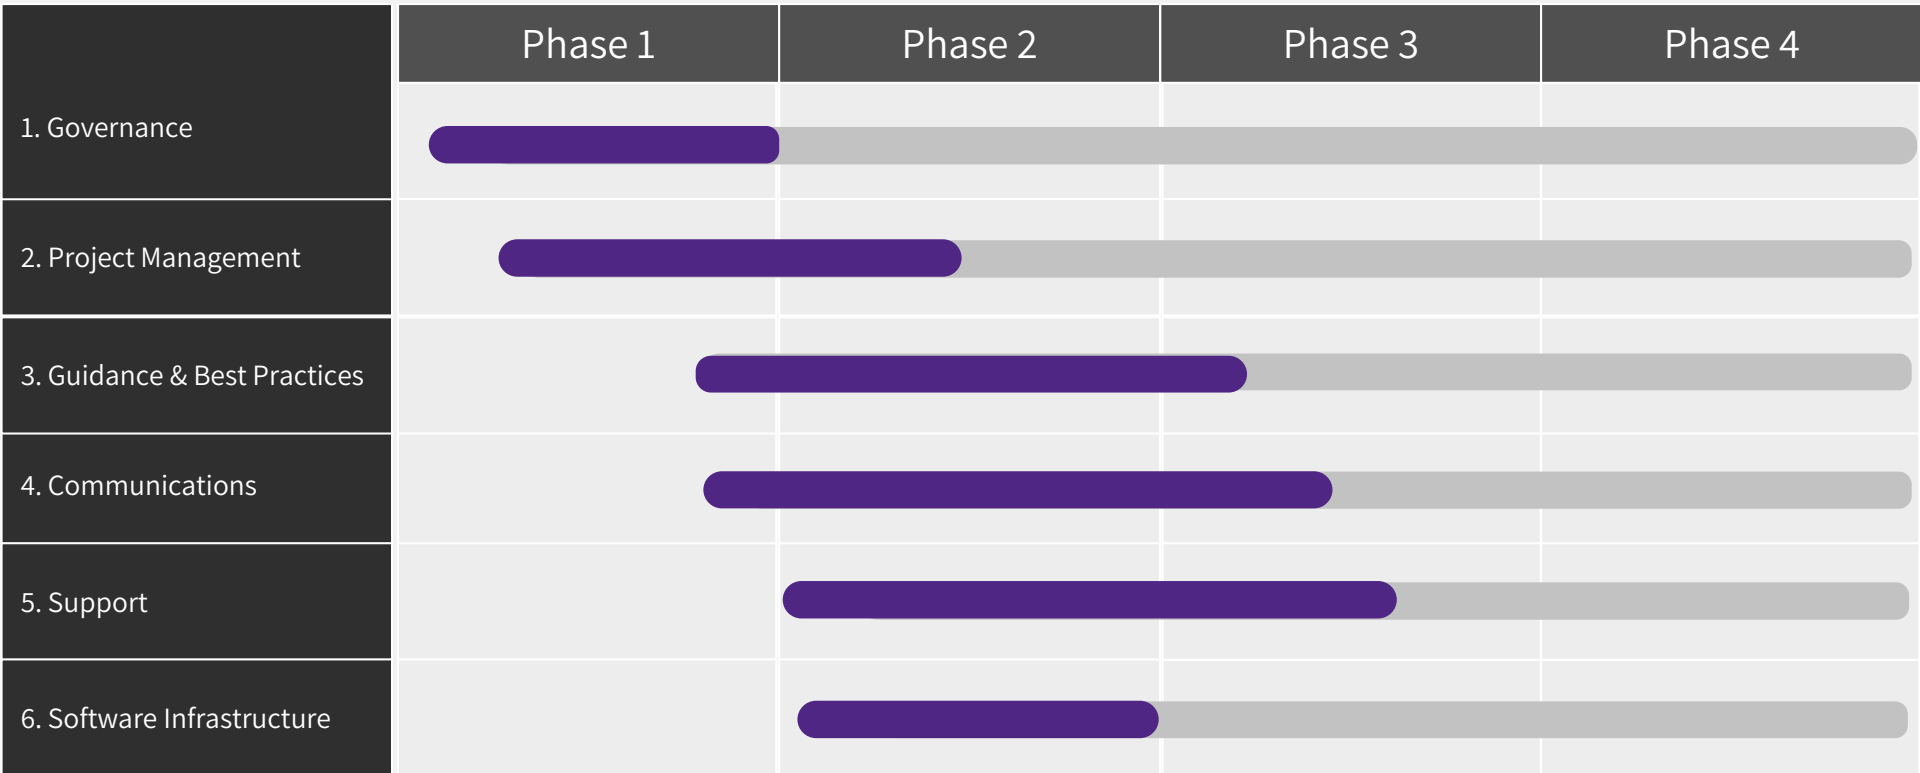 Phase 1
Phase 2
Phase 3
Phase 4
1. Governance
2. Project Management
3. Guidance & Best Practices
4. Communications
5. Support
6. Software Infrastructure